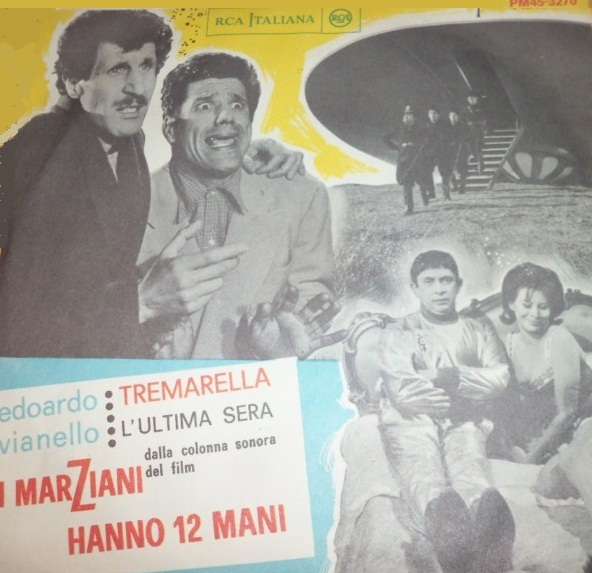 RCA ITALIANA RCA
PM45-3270
edoardo
vianello
TREMARELLA
L'ULTIMA SERA
dalla colonna sonora
del film
I MARZIANI
HANNO 12 MANI